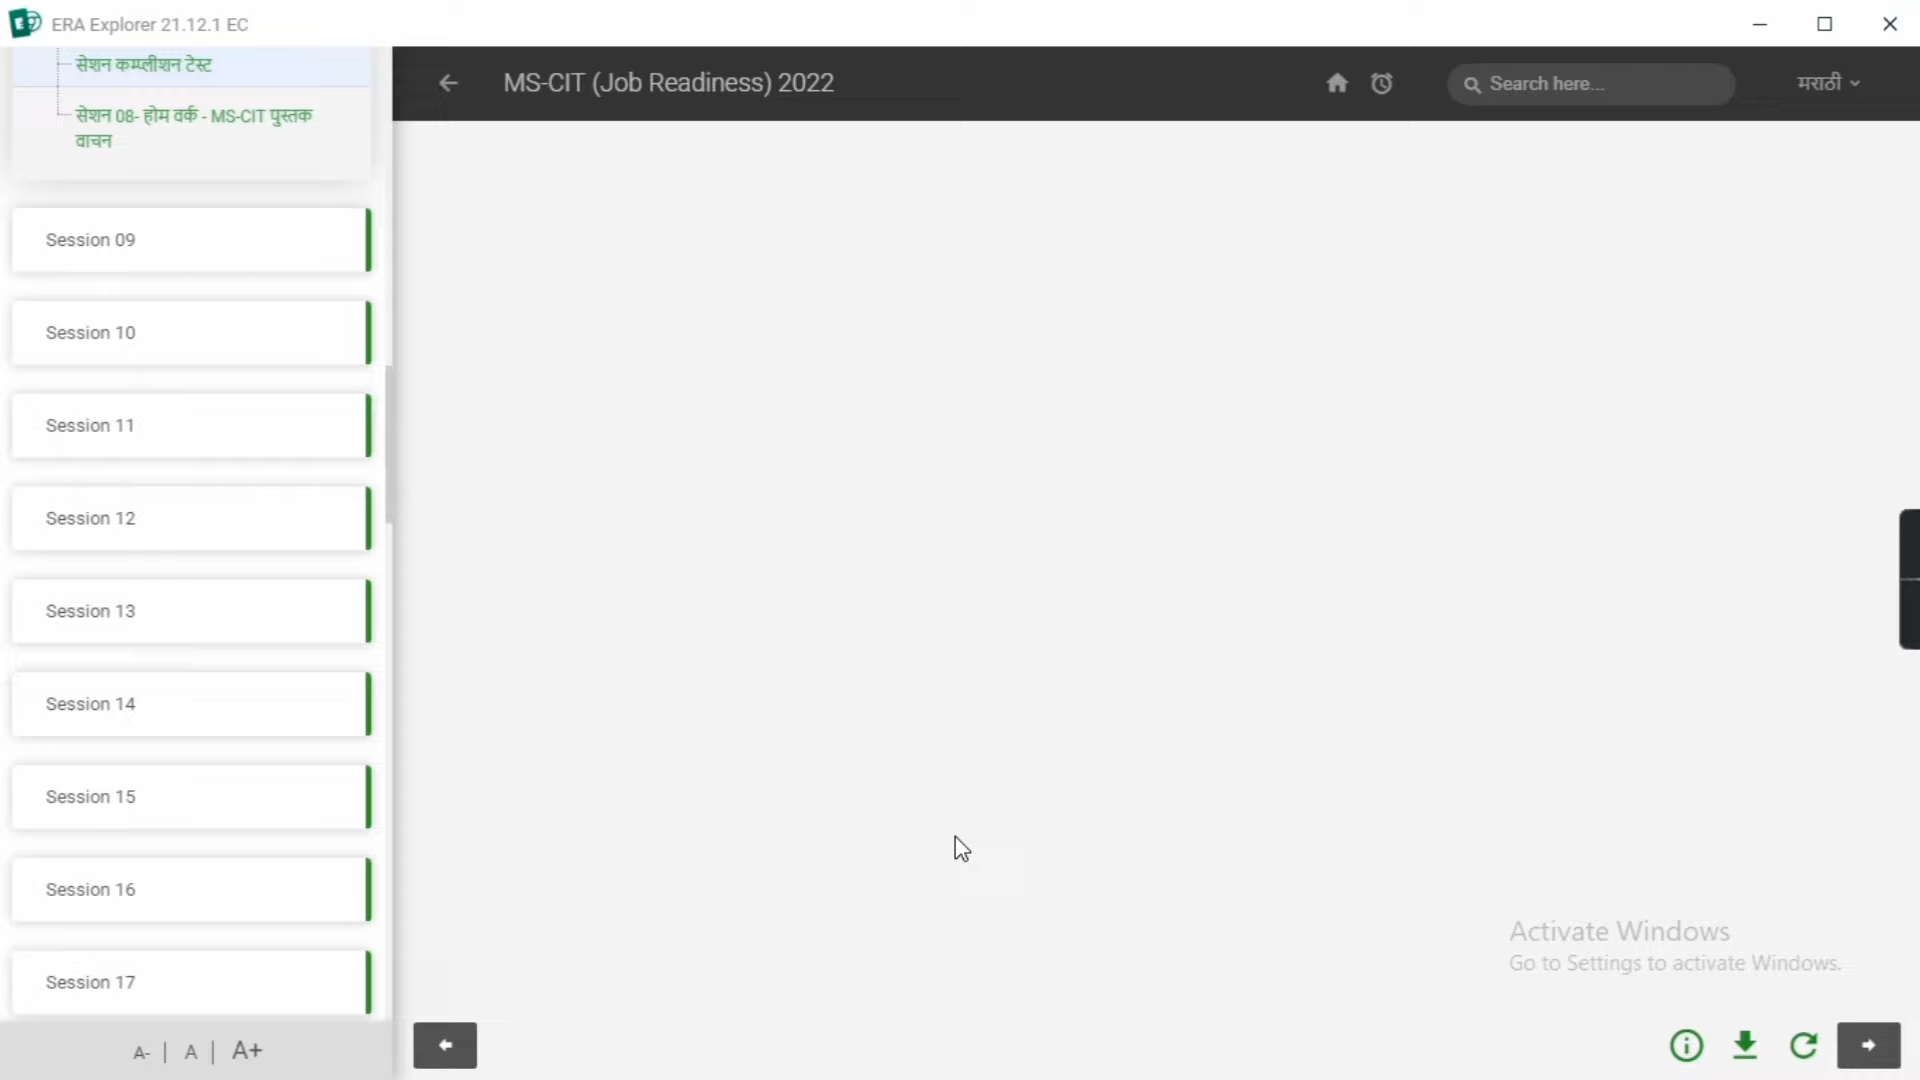 ERA Explorer 21.12.1 EC
सेशन कम्प्लीशन टेस्ट
सेशन 08- होम वर्क - MS-CIT पुस्तक
वाचन
Session 09
Session 10
Session 11
Session 12
Session 13
Session 14
Session 15
Session 16
Session 17
A- | A | A+
MS-CIT (Job Readiness) 2022
Search here...
मराठी
Activate Windows
Go to Settings to activate Windows.